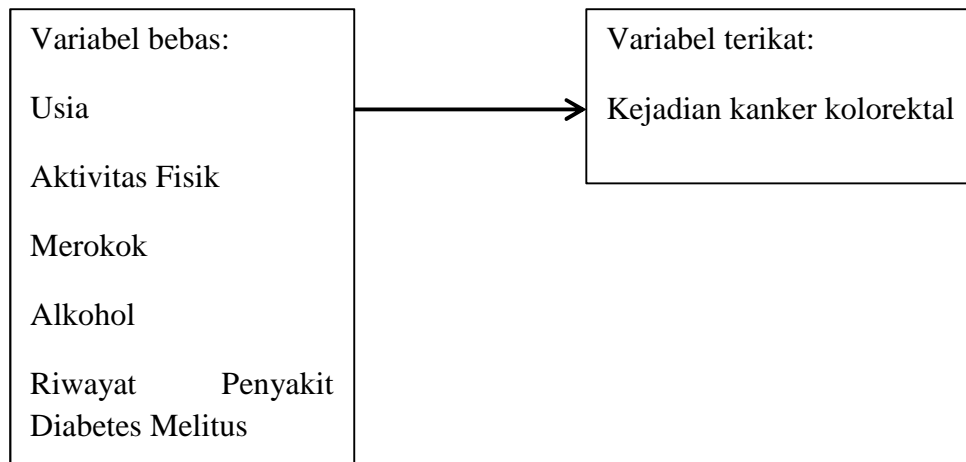 Variabel bebas:
Usia
Aktivitas Fisik
Merokok
Alkohol
Riwayat Penyakit
Diabetes Melitus
Variabel terikat:
Kejadian kanker kolorektal